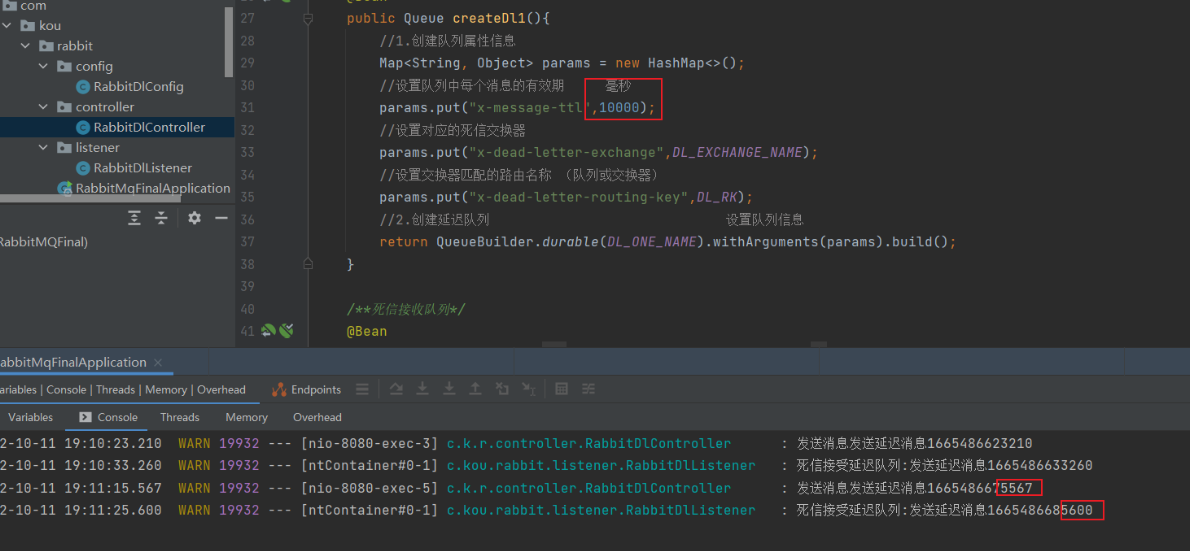 com
kou
rabbit
config
RabbitDlConfig
controller
RabbitDlController
listener
RabbitDlListener
RabbitMqFinalApplication
RabbitMQFinal)
27 public Queue createDl1(){
28 //1.创建队列属性信息
29 Map<String, Object> params = new HashMap<>();
30 //设置队列中每个消息的有效期 毫秒
31 params.put("x-message-ttl",10000);
32 //设置对应的死信交换器
33 params.put("x-dead-letter-exchange",DL_EXCHANGE_NAME);
34 //设置交换器匹配的路由名称 (队列或交换器)
35 params.put("x-dead-letter-routing-key",DL_RK);
36 //2.创建延迟队列 设置队列信息
37 return QueueBuilder.durable(DL_ONE_NAME).withArguments(params).build();
38 }
39
40 /**死信接收队列*/
41 @Bean
abbitMqFinalApplication
ariables | Console | Threads | Memory | Overhead Endpoints
Variables Console Threads Memory Overhead
2-10-11 19:10:23.210 WARN 19932 --- [nio-8080-exec-3] c.k.r.controller.RabbitDlController : 发送消息发送延迟消息1665486623210
2-10-11 19:10:33.260 WARN 19932 --- [ntContainer#0-1] c.kou.rabbit.listener.RabbitDlListener : 死信接受延迟队列:发送延迟消息1665486633260
2-10-11 19:11:15.567 WARN 19932 --- [nio-8080-exec-5] c.k.r.controller.RabbitDlController : 发送消息发送延迟消息1665486675567
2-10-11 19:11:25.600 WARN 19932 --- [ntContainer#0-1] c.kou.rabbit.listener.RabbitDlListener : 死信接受延迟队列:发送延迟消息1665486685600